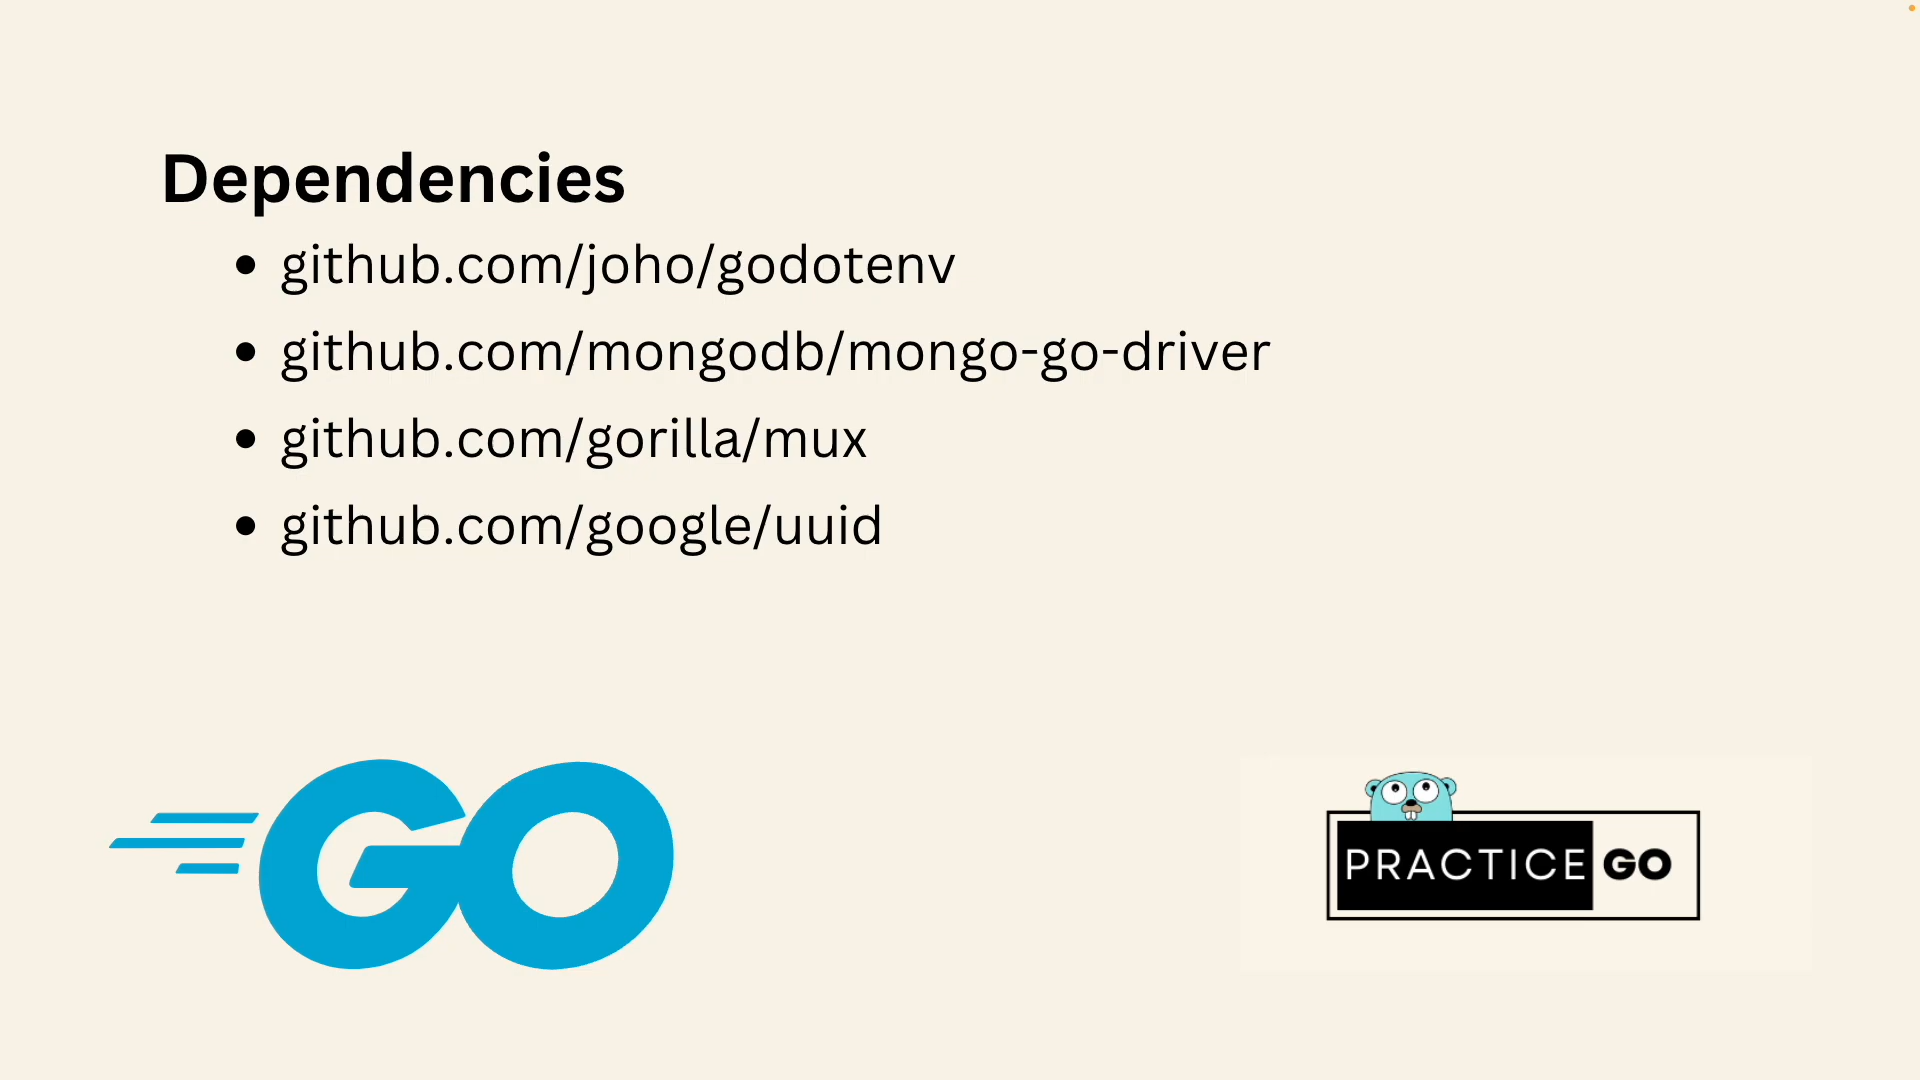 Dependencies
• github.com/joho/godotenv
• github.com/mongodb/mongo-go-driver
• github.com/gorilla/mux
• github.com/google/uuid
GO
PRACTICE GO